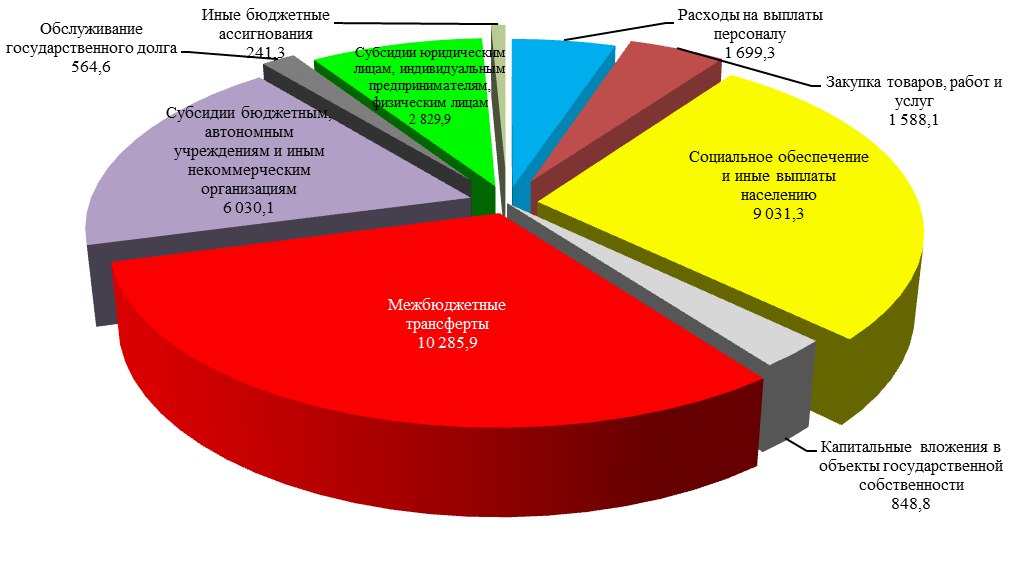 Обслуживание
государственного долга
564,6
Иные бюджетные
ассигнования
241,3
Расходы на выплаты
персоналу
1 699,3
Закупка товаров, работ и
услуг
1 588,1
Субсидии юридическим
лицам, индивидуальным
предпринимателям,
физическим лицам
2 829,9
Субсидии бюджетным,
автономным
учреждениям и иным
некоммерческим
организациям
6 030,1
Социальное обеспечение
и иные выплаты
населению
9 031,3
Межбюджетные
трансферты
10 285,9
Капитальные вложения в
объекты государственной
собственности
848,8